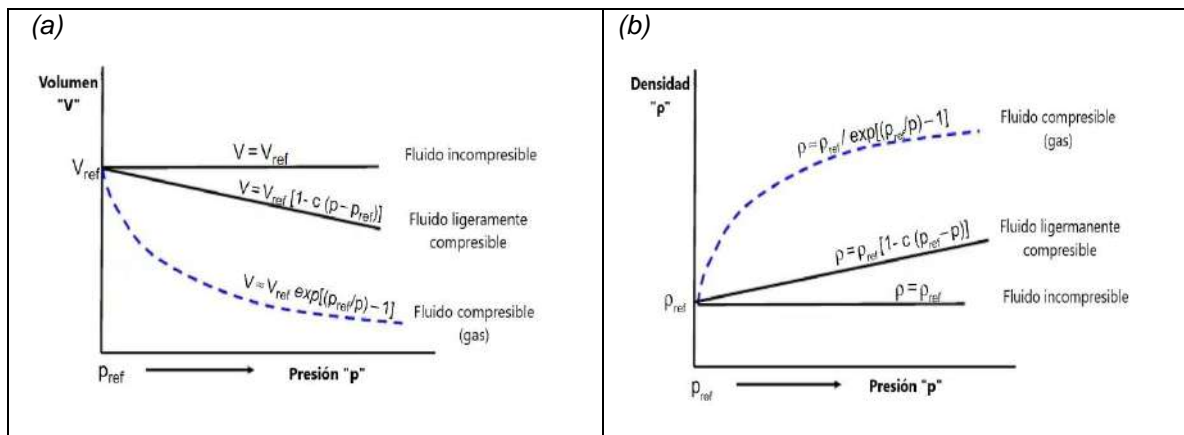 (a)
Volumen
"V"
V = V_ref
Fluido incompresible
V_ref
V = V_ref [1- c (p– p_ref)]
Fluido ligeramente
compresible
V = V_ref exp[(p_ref/p) –1]
Fluido compresible
(gas)
p_ref
Presión "p"
(b)
Densidad
"ρ"
ρ = ρ_ref / exp[(p_ref/p) –1]
Fluido compresible
(gas)
ρ = ρ_ref [1- c (p_ref–p)]
Fluido ligermanente
compresible
ρ_ref
ρ = ρ_ref
Fluido incompresible
p_ref
Presión "p"